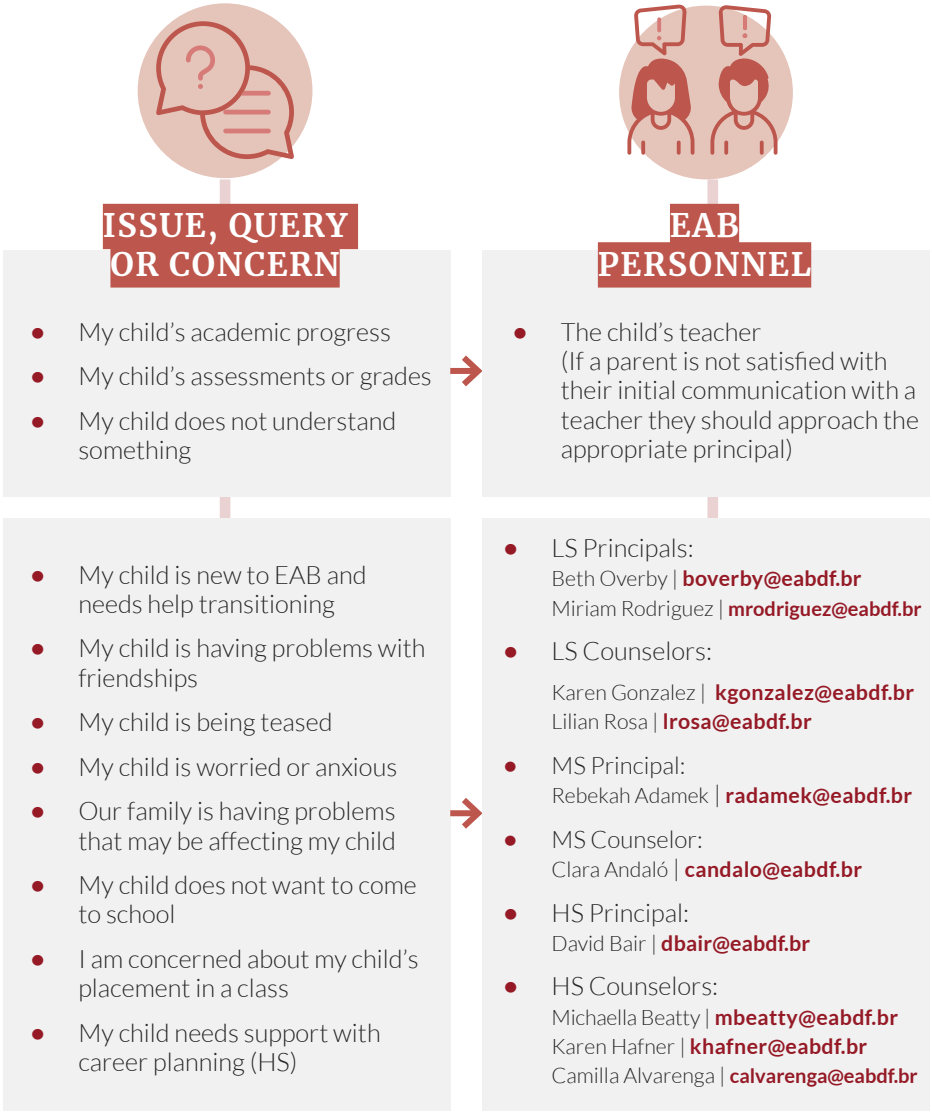 ISSUE, QUERY
OR CONCERN
● My child’s academic progress
● My child’s assessments or grades
● My child does not understand
something
EAB
PERSONNEL
● The child’s teacher
(If a parent is not satisfied with
their initial communication with a
teacher they should approach the
appropriate principal)
● My child is new to EAB and
needs help transitioning
● My child is having problems with
friendships
● My child is being teased
● My child is worried or anxious
● Our family is having problems
that may be affecting my child
● My child does not want to come
to school
● I am concerned about my child’s
placement in a class
● My child needs support with
career planning (HS)
● LS Principals:
Beth Overby | boverby@eabdf.br
Miriam Rodriguez | mrodriguez@eabdf.br
● LS Counselors:
Karen Gonzalez | kgonzalez@eabdf.br
Lilian Rosa | lrosa@eabdf.br
● MS Principal:
Rebekah Adamek | radamek@eabdf.br
● MS Counselor:
Clara Andaló | candalo@eabdf.br
● HS Principal:
David Bair | dbair@eabdf.br
● HS Counselors:
Michaella Beatty | mbeatty@eabdf.br
Karen Hafner | khafner@eabdf.br
Camilla Alvarenga | calvarenga@eabdf.br